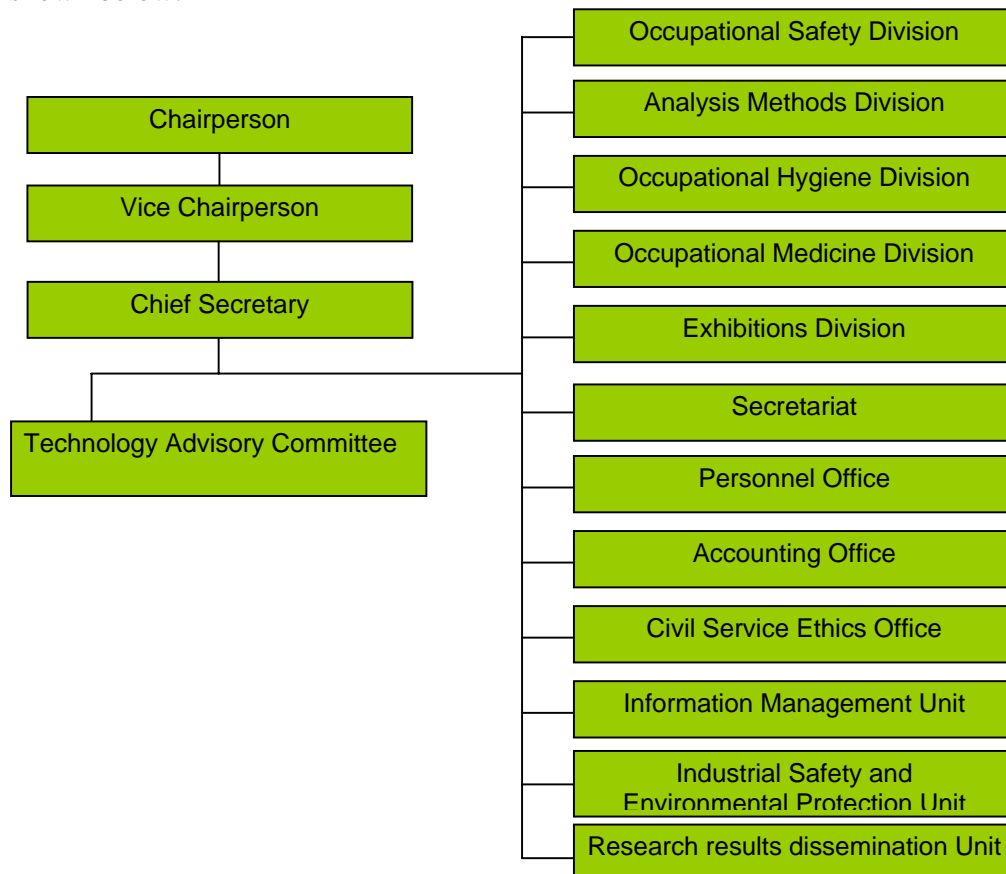 Chairperson
Vice Chairperson
Chief Secretary
Technology Advisory Committee
Occupational Safety Division
Analysis Methods Division
Occupational Hygiene Division
Occupational Medicine Division
Exhibitions Division
Secretariat
Personnel Office
Accounting Office
Civil Service Ethics Office
Information Management Unit
Industrial Safety and
Environmental Protection Unit
Research results dissemination Unit